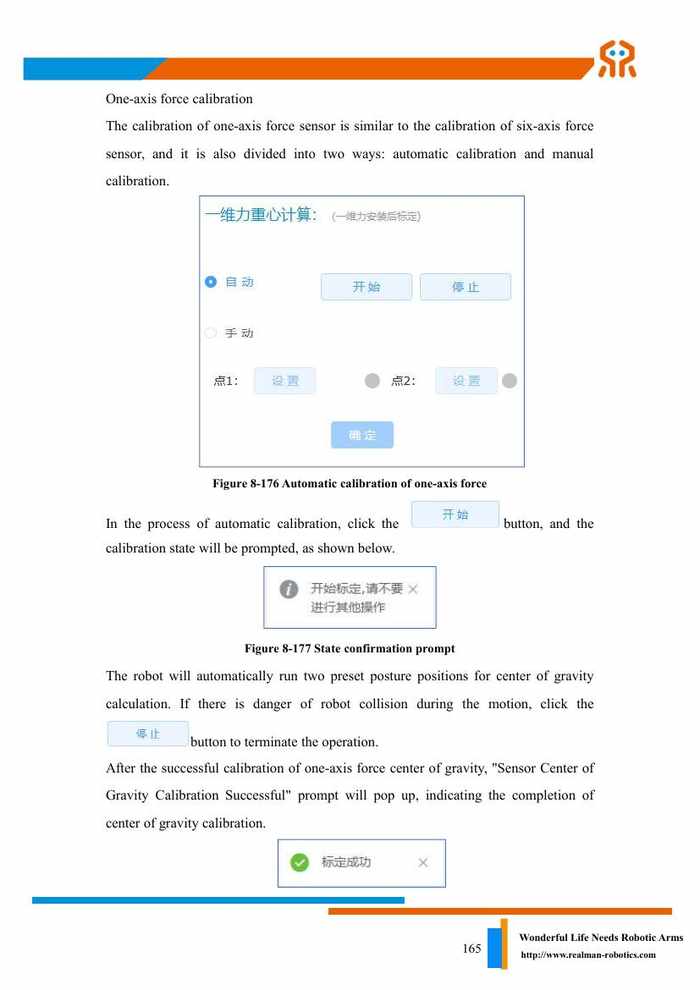 One-axis force calibration
The calibration of one-axis force sensor is similar to the calibration of six-axis force
sensor, and it is also divided into two ways: automatic calibration and manual
calibration.
一维力重心计算： （一维力安装后标定）
自 动 开 始 停 止
手 动
点1： 设 置 点2： 设 置
确 定
Figure 8-176 Automatic calibration of one-axis force
In the process of automatic calibration, click the 开 始 button, and the
calibration state will be prompted, as shown below.
开始标定,请不要
进行其他操作
Figure 8-177 State confirmation prompt
The robot will automatically run two preset posture positions for center of gravity
calculation. If there is danger of robot collision during the motion, click the
停 止 button to terminate the operation.
After the successful calibration of one-axis force center of gravity, "Sensor Center of
Gravity Calibration Successful" prompt will pop up, indicating the completion of
center of gravity calibration.
标定成功
165
Wonderful Life Needs Robotic Arms
http://www.realman-robotics.com